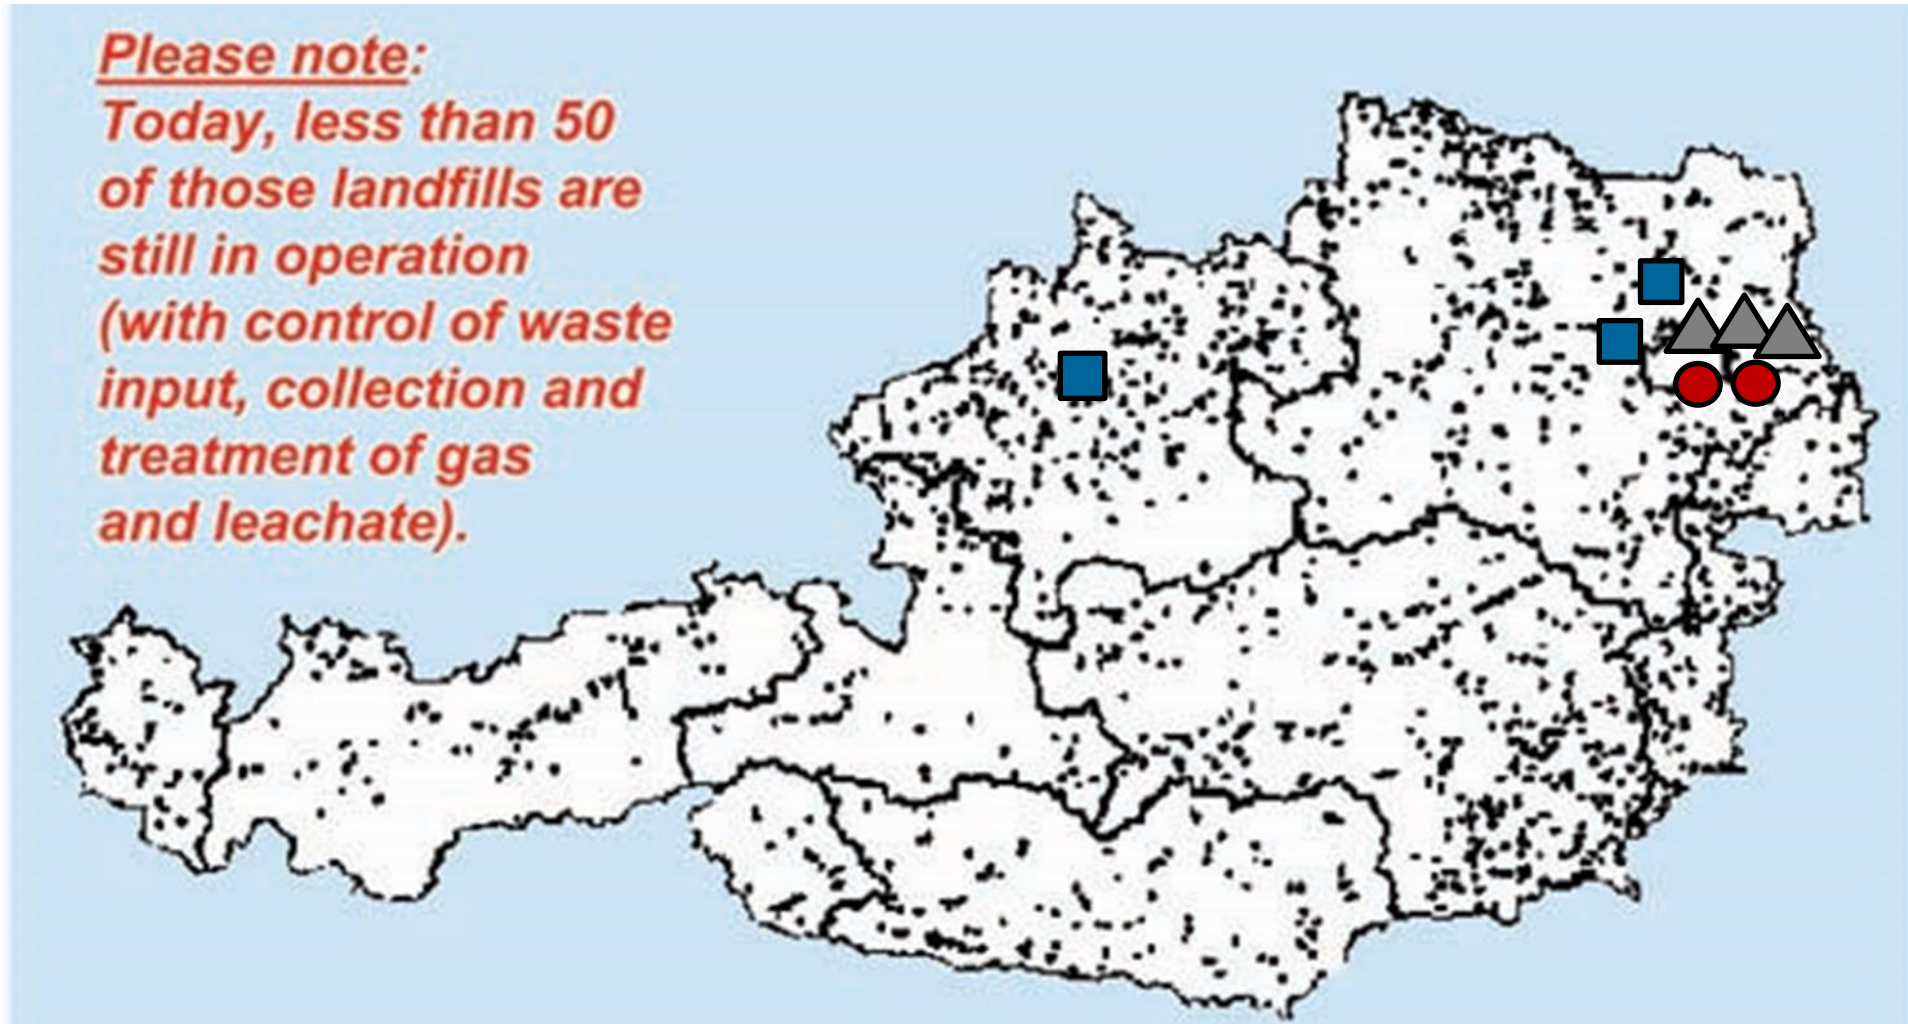 Please note:
Today, less than 50
of those landfills are
still in operation
(with control of waste
input, collection and
treatment of gas
and leachate).